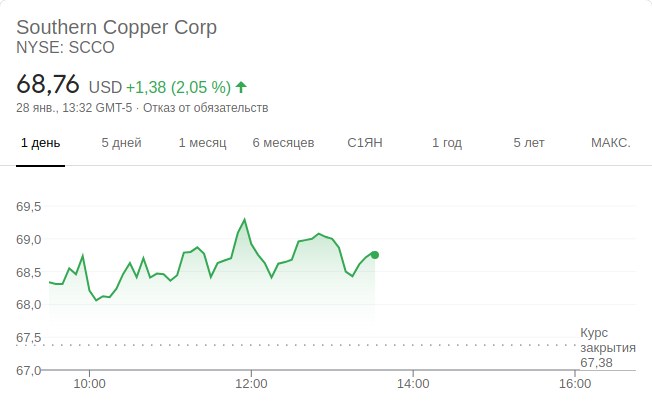 Southern Copper Corp
NYSE: SCCO
68,76 USD +1,38 (2,05 %)
28 янв., 13:32 GMT-5 · Отказ от обязательств
1 день 5 дней 1 месяц 6 месяцев С1ЯН 1 год 5 лет МАКС.
69,5
69,0
68,5
68,0
67,5
67,0
Курс
закрытия
67,38
10:00 12:00 14:00 16:00